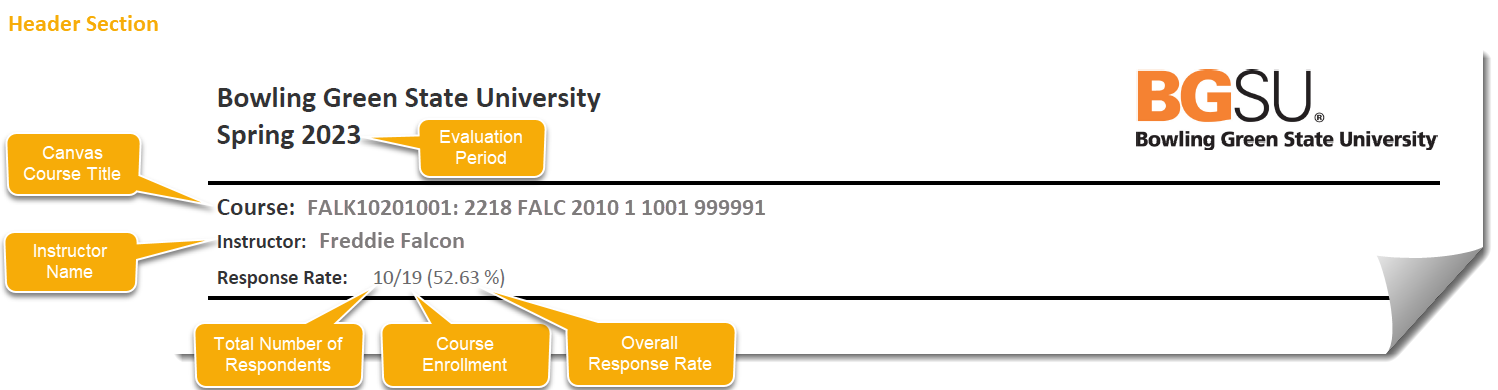 Header Section
Bowling Green State University
Spring 2023
Evaluation
Period
BGSU®
Bowling Green State University
Canvas
Course Title
Course: FALK10201001: 2218 FALC 2010 1 1001 999991
Instructor: Freddie Falcon
Instructor
Name
Response Rate: 10/19 (52.63 %)
Total Number of
Respondents
Course
Enrollment
Overall
Response Rate